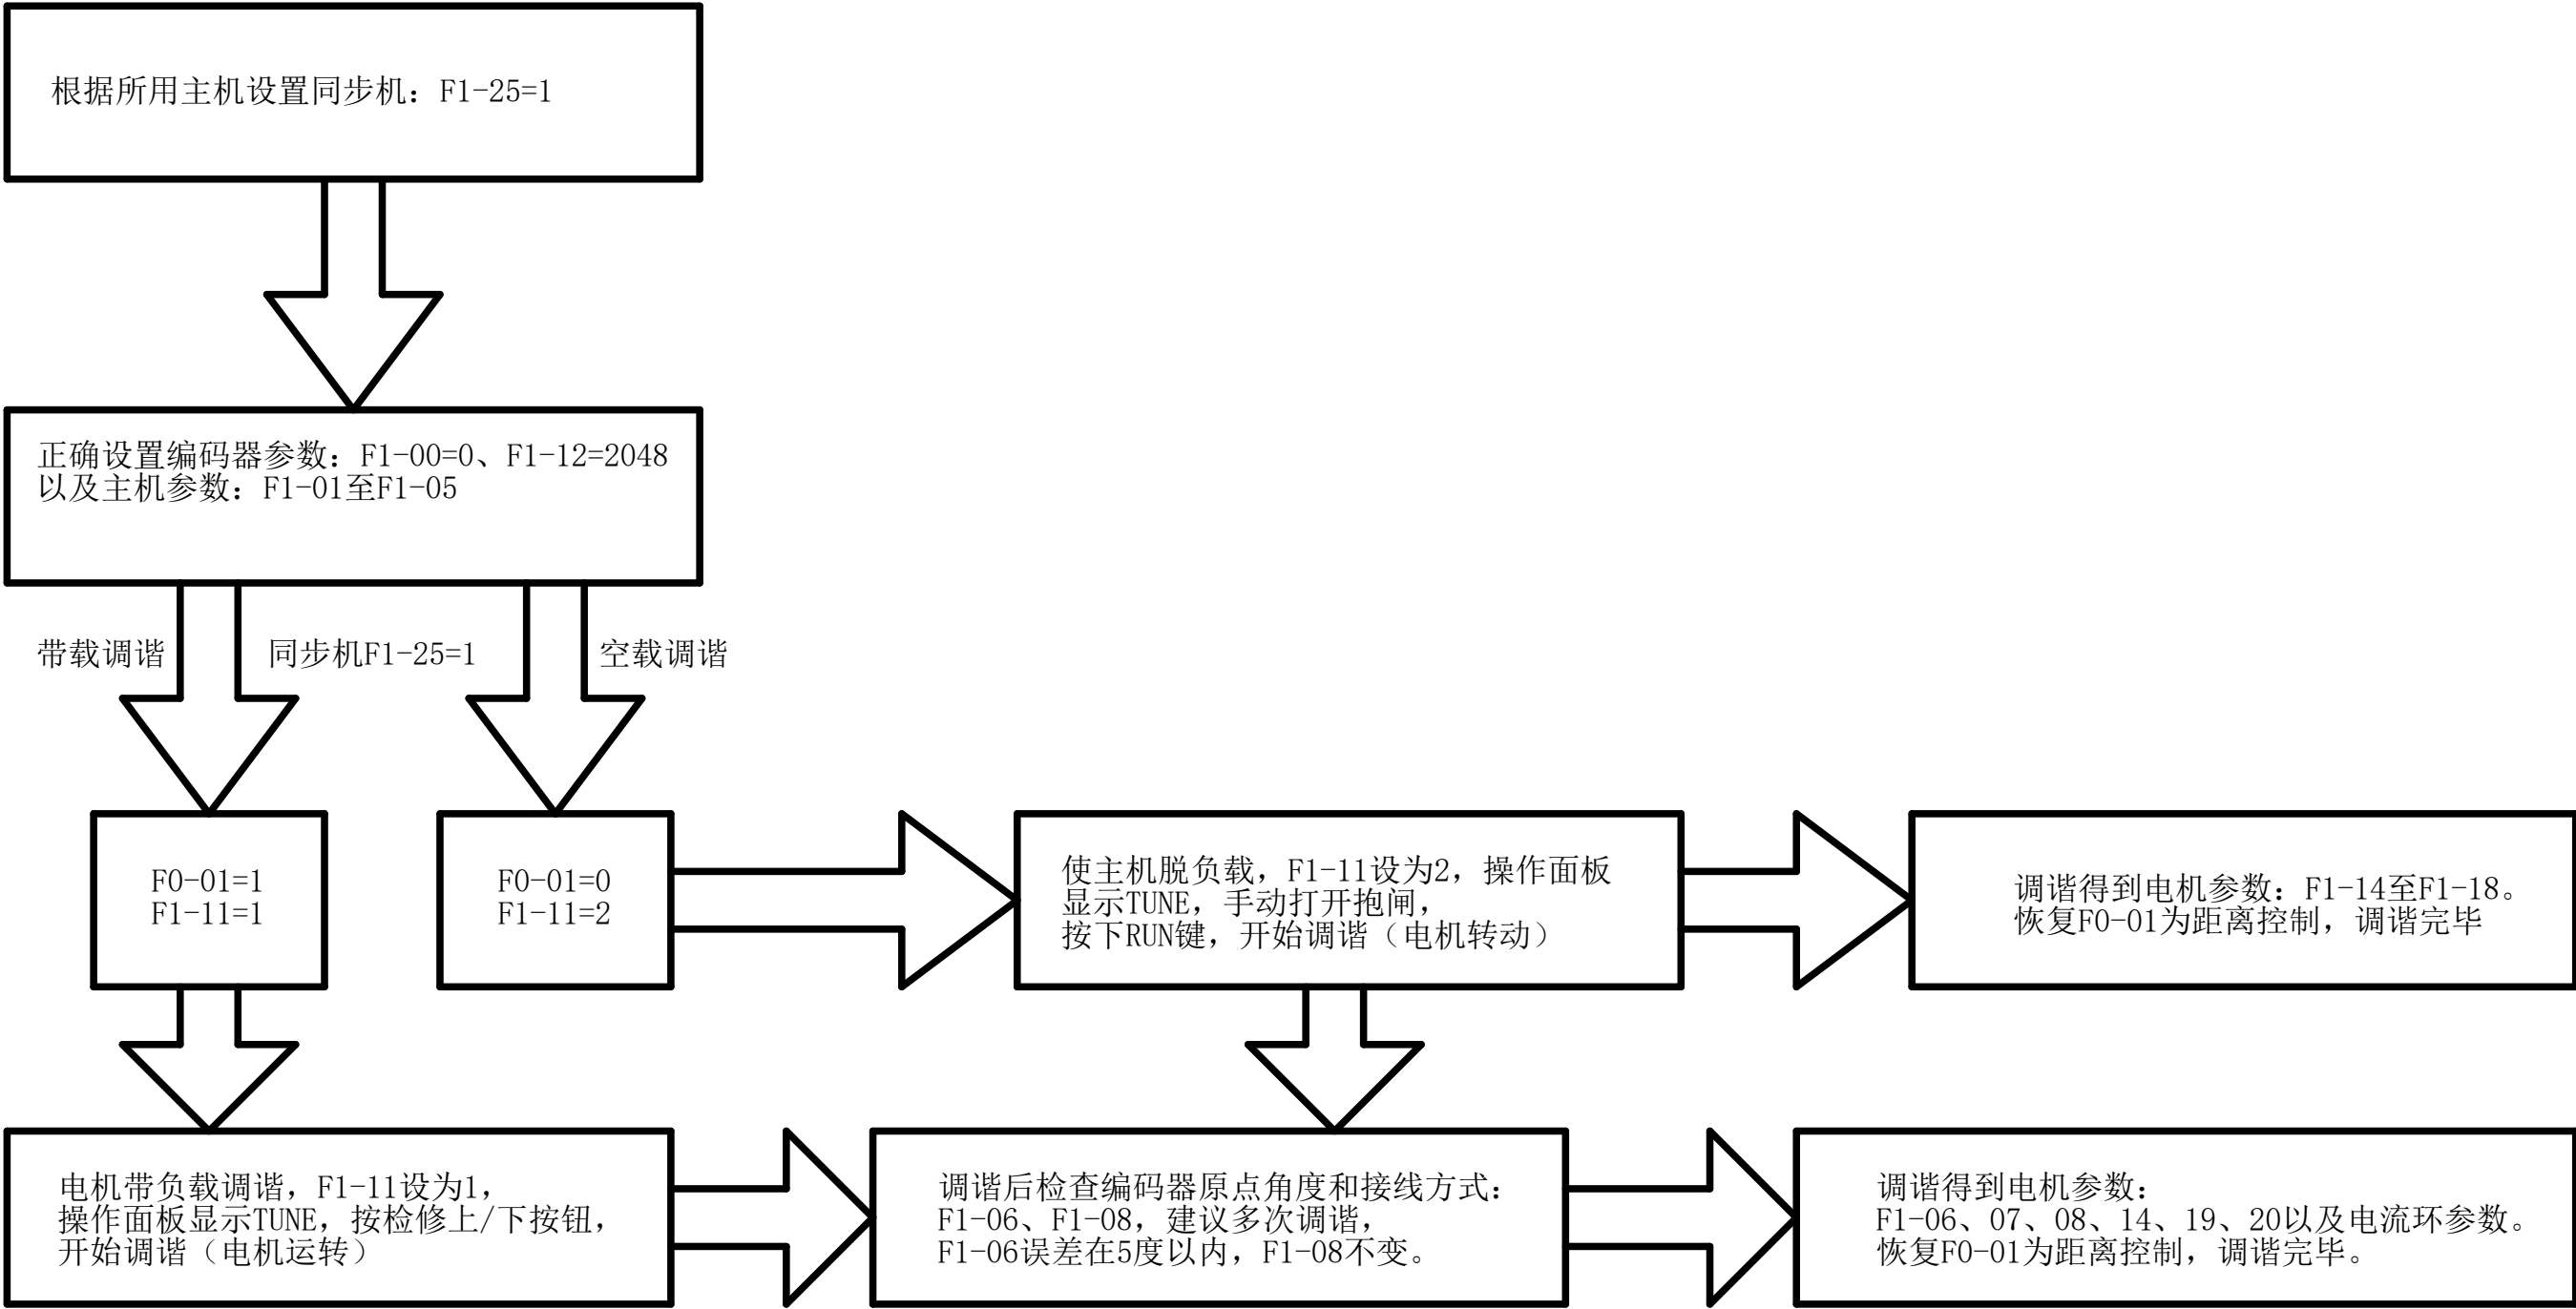 根据所用主机设置同步机：F1-25=1
正确设置编码器参数：F1-00=0、F1-12=2048
以及主机参数：F1-01至F1-05
带载调谐
同步机F1-25=1
空载调谐
F0-01=1
F1-11=1
F0-01=0
F1-11=2
使主机脱负载，F1-11设为2，操作面板
显示TUNE，手动打开抱闸，
按下RUN键，开始调谐（电机转动）
调谐得到电机参数：F1-14至F1-18。
恢复F0-01为距离控制，调谐完毕
电机带负载调谐，F1-11设为1，
操作面板显示TUNE，按检修上/下按钮，
开始调谐（电机运转）
调谐后检查编码器原点角度和接线方式：
F1-06、F1-08，建议多次调谐，
F1-06误差在5度以内，F1-08不变。
调谐得到电机参数：
F1-06、07、08、14、19、20以及电流环参数。
恢复F0-01为距离控制，调谐完毕。